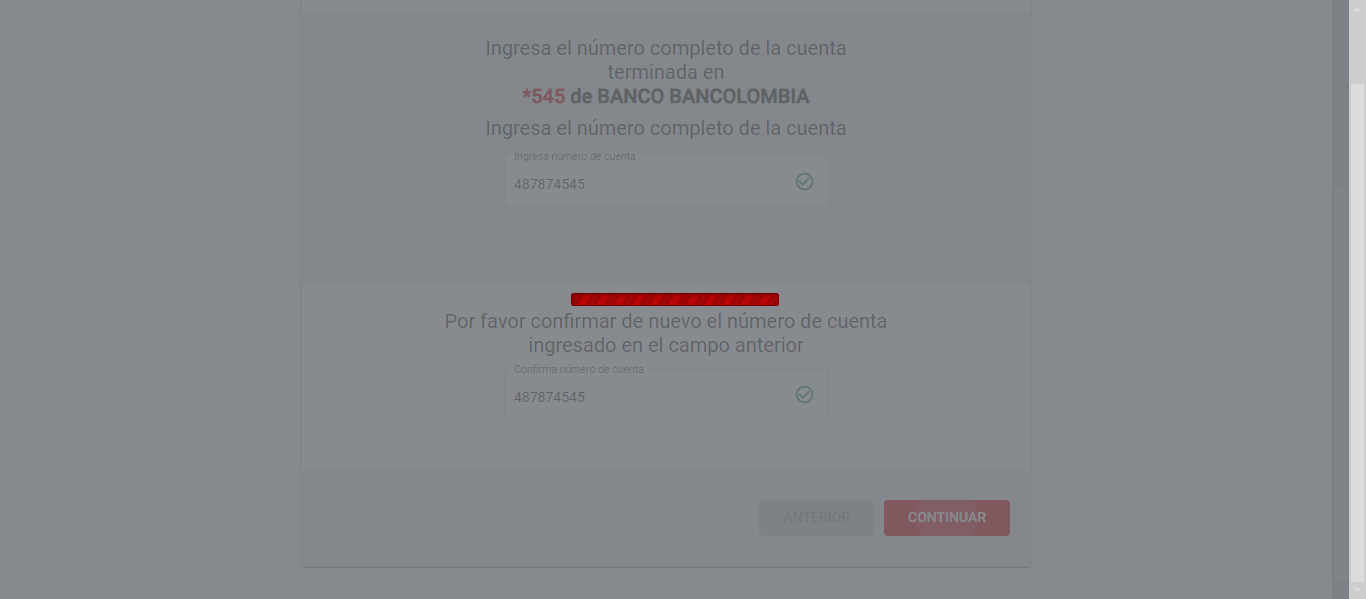 Ingresa el número completo de la cuenta
terminada en
*545 de BANCO BANCOLOMBIA
Ingresa el número completo de la cuenta
Ingresa número de cuenta
487874545
Por favor confirmar de nuevo el número de cuenta
ingresado en el campo anterior
Confirma número de cuenta
487874545
ANTERIOR
CONTINUAR